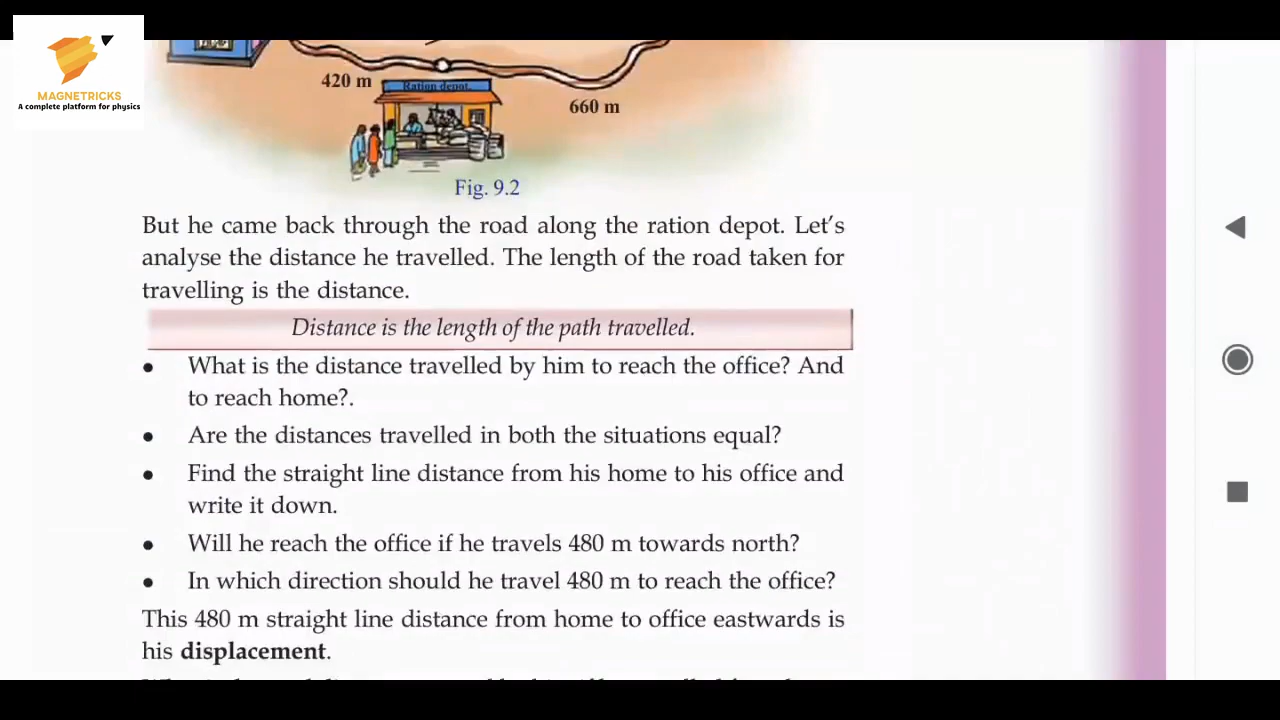 MAGNETRICKS
A complete platform for physics
420 m
Ration depot
660 m
Fig. 9.2
But he came back through the road along the ration depot. Let's
analyse the distance he travelled. The length of the road taken for
travelling is the distance.
Distance is the length of the path travelled.
• What is the distance travelled by him to reach the office? And
to reach home?.
• Are the distances travelled in both the situations equal?
• Find the straight line distance from his home to his office and
write it down.
• Will he reach the office if he travels 480 m towards north?
• In which direction should he travel 480 m to reach the office?
This 480 m straight line distance from home to office eastwards is
his displacement.